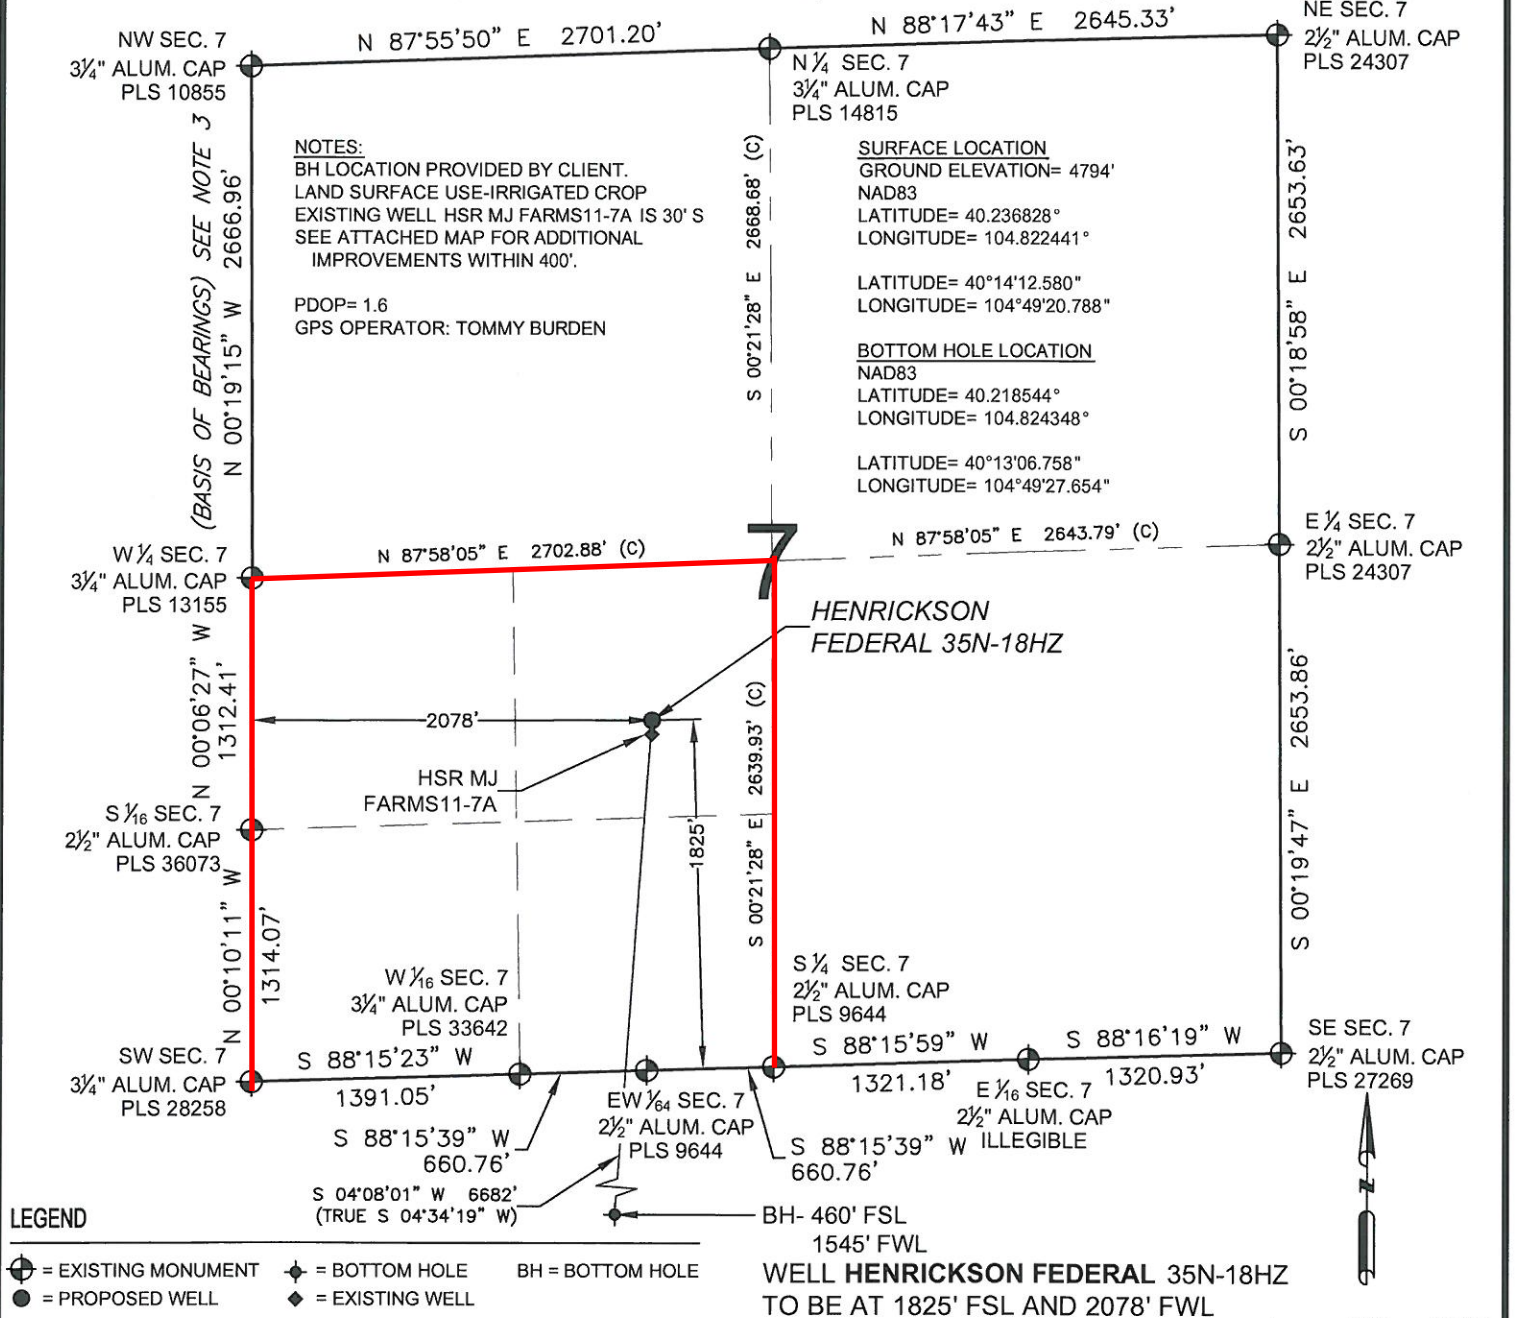 NW SEC. 7
3¼" ALUM. CAP
PLS 10855
N 87°55'50" E 2701.20'
N 88°17'43" E 2645.33'
NE SEC. 7
2½" ALUM. CAP
PLS 24307
N ¼ SEC. 7
3¼" ALUM. CAP
PLS 14815
(BASIS OF BEARINGS) SEE NOTE 3
N 00°19'15" W 2666.96'
NOTES:
BH LOCATION PROVIDED BY CLIENT.
LAND SURFACE USE-IRRIGATED CROP
EXISTING WELL HSR MJ FARMS11-7A IS 30' S
SEE ATTACHED MAP FOR ADDITIONAL
IMPROVEMENTS WITHIN 400'.
PDOP= 1.6
GPS OPERATOR: TOMMY BURDEN
S 00°21'28" E 2668.68' (C)
SURFACE LOCATION
GROUND ELEVATION= 4794'
NAD83
LATITUDE= 40.236828°
LONGITUDE= 104.822441°
LATITUDE= 40°14'12.580"
LONGITUDE= 104°49'20.788"
BOTTOM HOLE LOCATION
NAD83
LATITUDE= 40.218544°
LONGITUDE= 104.824348°
LATITUDE= 40°13'06.758"
LONGITUDE= 104°49'27.654"
S 00°18'58" E 2653.63'
W ¼ SEC. 7
3¼" ALUM. CAP
PLS 13155
N 87°58'05" E 2702.88' (C)
7
N 87°58'05" E 2643.79' (C)
E ¼ SEC. 7
2½" ALUM. CAP
PLS 24307
HENRICKSON
FEDERAL 35N-18HZ
N 00°06'27" W
1312.41'
2078'
HSR MJ
FARMS11-7A
1825'
S 00°21'28" E 2639.93' (C)
S 00°19'47" E 2653.86'
S 1⁄16 SEC. 7
2½" ALUM. CAP
PLS 36073
N 00°10'11" W
1314.07'
W 1⁄16 SEC. 7
3¼" ALUM. CAP
PLS 33642
S ¼ SEC. 7
2½" ALUM. CAP
PLS 9644
SW SEC. 7
3¼" ALUM. CAP
PLS 28258
S 88°15'23" W
1391.05'
S 88°15'59" W
1321.18'
S 88°16'19" W
1320.93'
SE SEC. 7
2½" ALUM. CAP
PLS 27269
EW 1⁄64 SEC. 7
2½" ALUM. CAP
PLS 9644
E 1⁄16 SEC. 7
2½" ALUM. CAP
ILLEGIBLE
S 88°15'39" W
660.76'
S 88°15'39" W
660.76'
S 04°08'01" W 6682'
(TRUE S 04°34'19" W)
BH- 460' FSL
1545' FWL
N
LEGEND
= EXISTING MONUMENT
= BOTTOM HOLE
BH = BOTTOM HOLE
= PROPOSED WELL
= EXISTING WELL
WELL HENRICKSON FEDERAL 35N-18HZ
TO BE AT 1825' FSL AND 2078' FWL